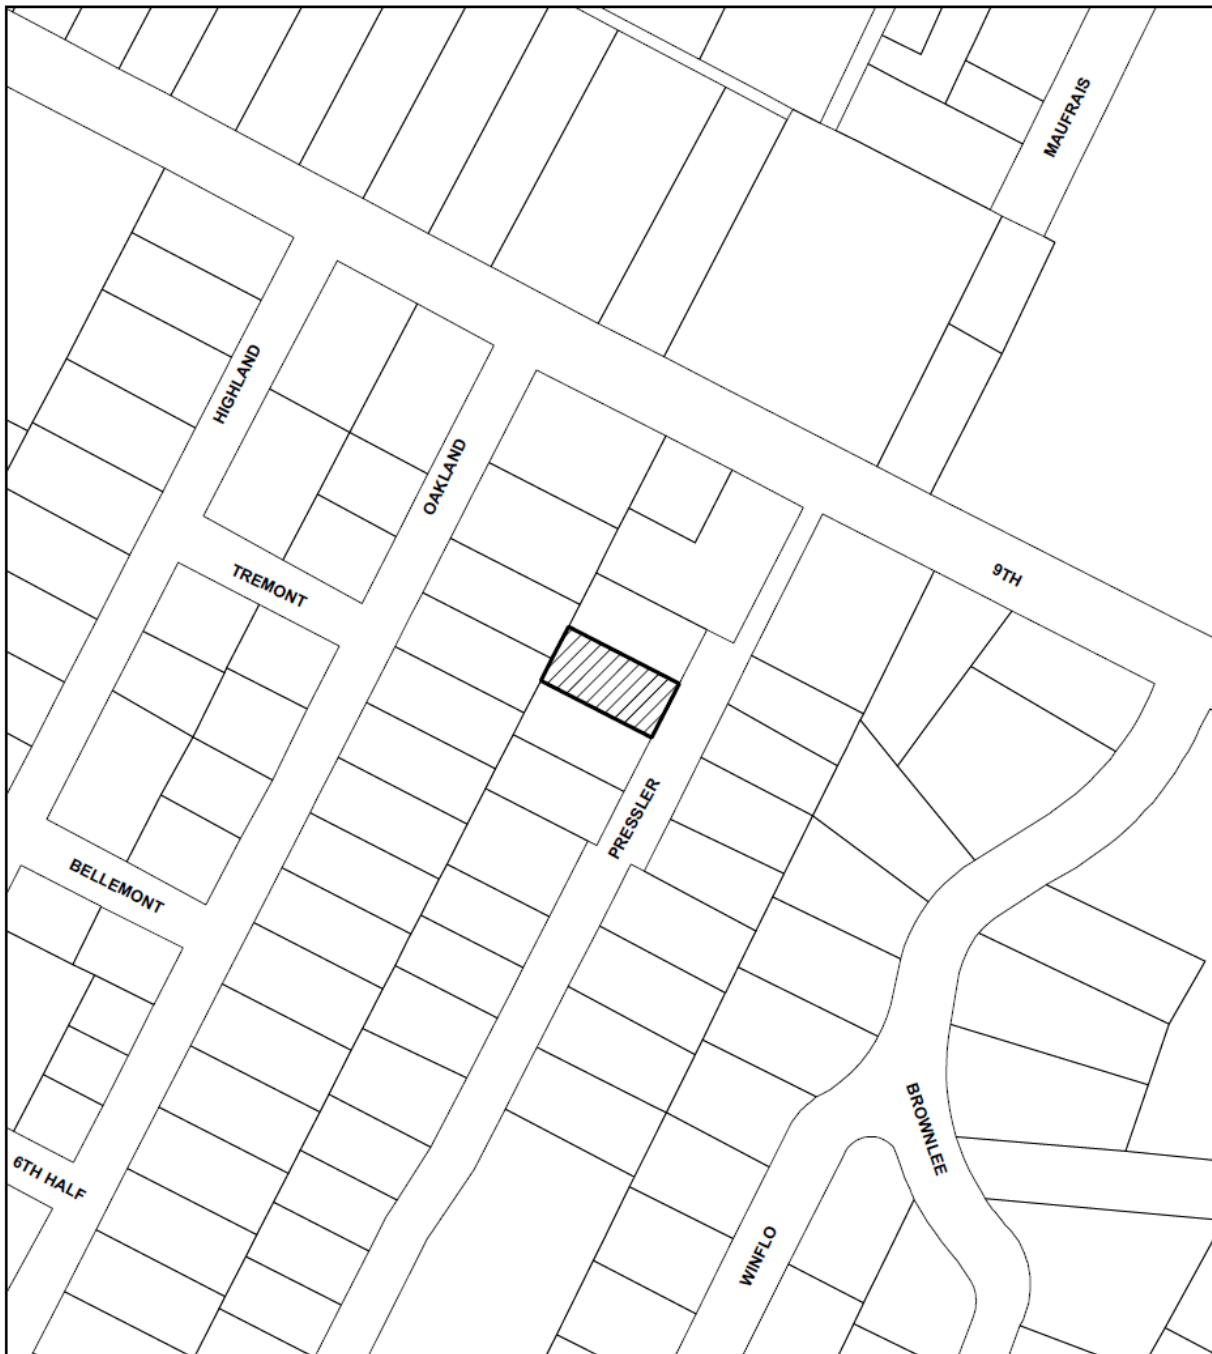 MAUFRAIS
HIGHLAND
OAKLAND
9TH
TREMONT
PRESSLER
BELLEMONT
BROWNLEE
6TH HALF
WINFLO